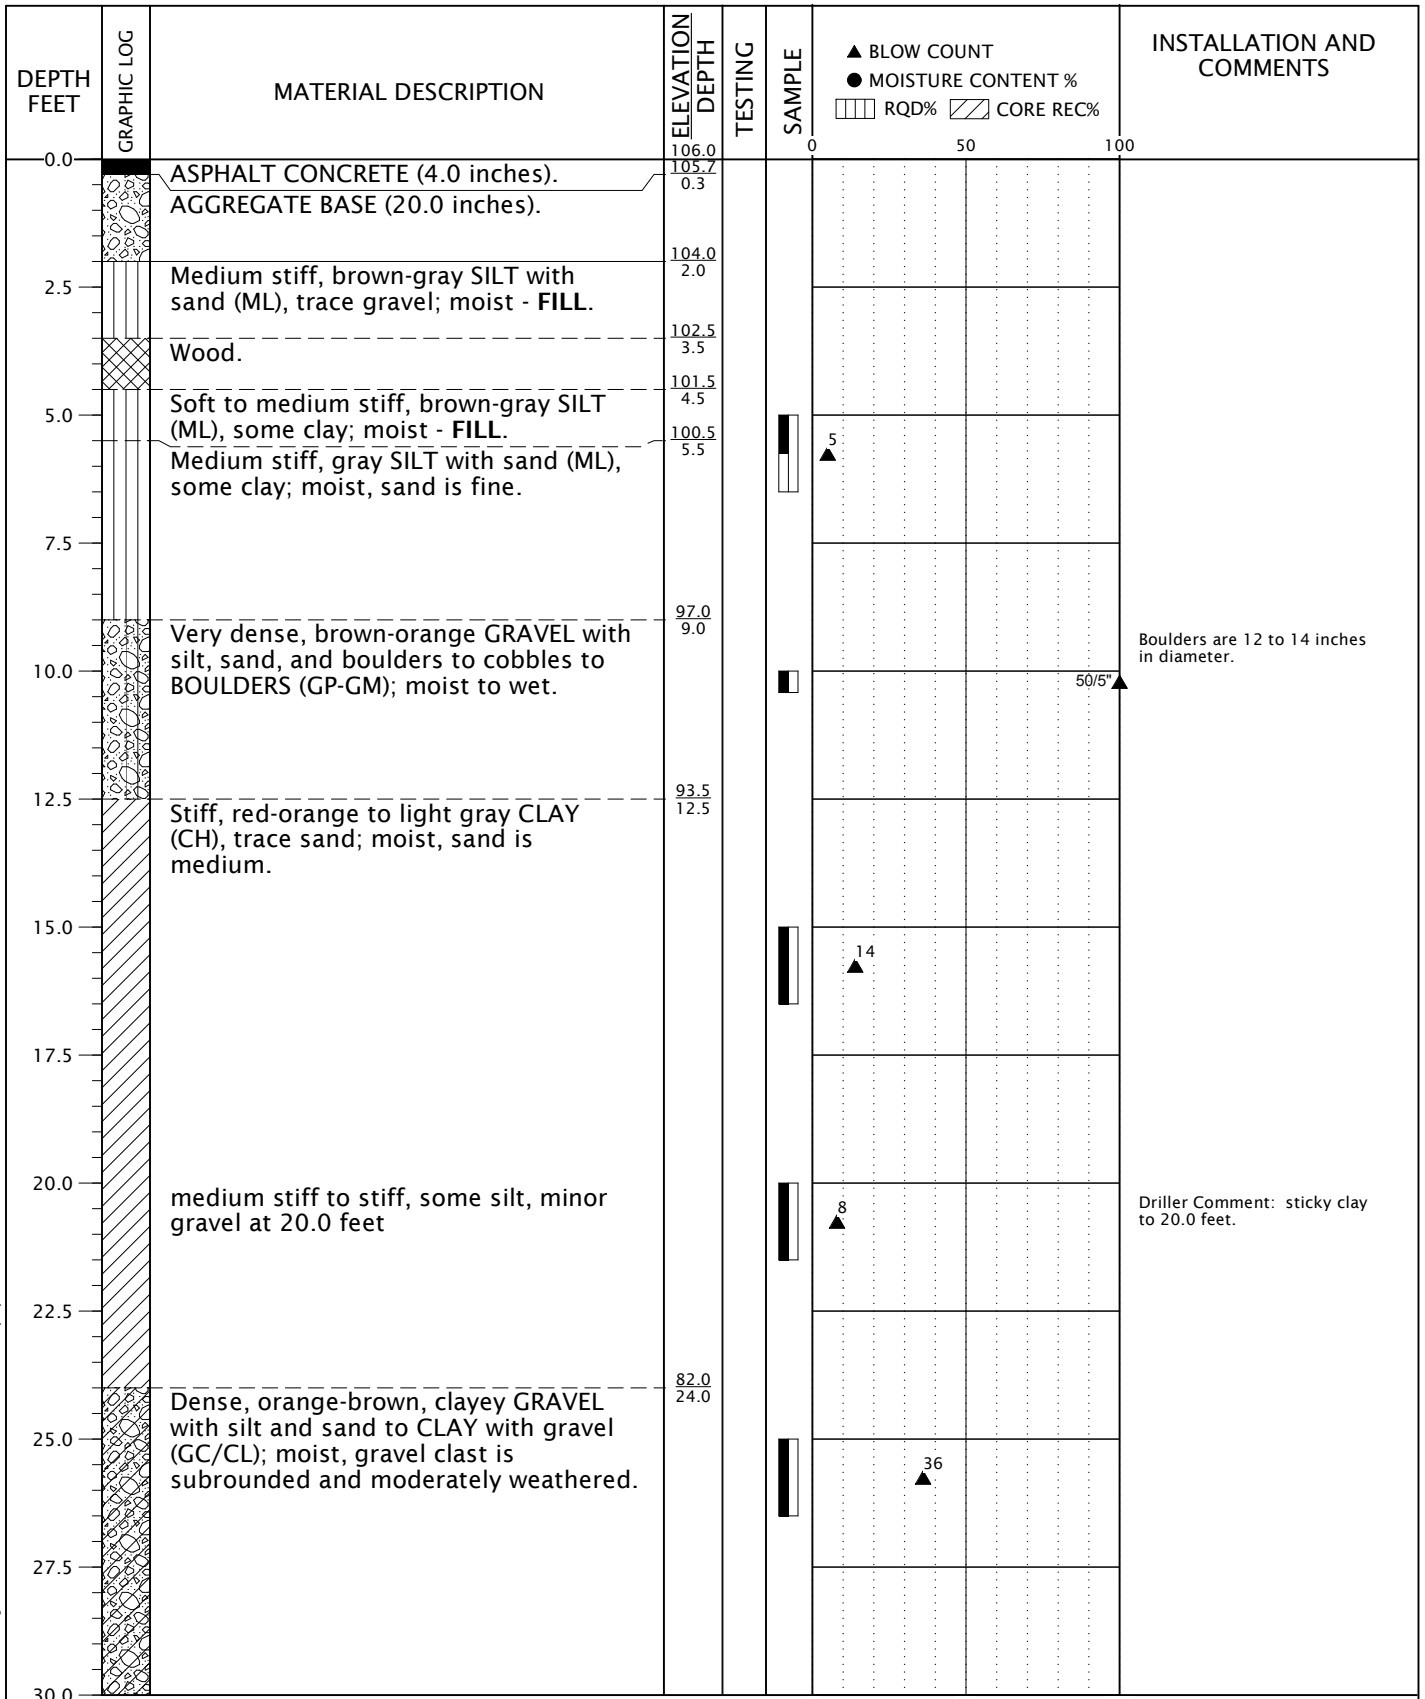 DEPTH
FEET
GRAPHIC LOG
MATERIAL DESCRIPTION
ELEVATION
DEPTH
TESTING
SAMPLE
▲ BLOW COUNT
● MOISTURE CONTENT %
RQD% CORE REC%
0 50 100
INSTALLATION AND
COMMENTS
0.0
106.0
ASPHALT CONCRETE (4.0 inches).
105.7
0.3
AGGREGATE BASE (20.0 inches).
104.0
2.0
Medium stiff, brown-gray SILT with
sand (ML), trace gravel; moist - FILL.
2.5
102.5
3.5
Wood.
101.5
4.5
Soft to medium stiff, brown-gray SILT
(ML), some clay; moist - FILL.
5.0
100.5
5.5
5
Medium stiff, gray SILT with sand (ML),
some clay; moist, sand is fine.
7.5
97.0
9.0
Very dense, brown-orange GRAVEL with
silt, sand, and boulders to cobbles to
BOULDERS (GP-GM); moist to wet.
Boulders are 12 to 14 inches
in diameter.
10.0
50/5"
12.5
93.5
12.5
Stiff, red-orange to light gray CLAY
(CH), trace sand; moist, sand is
medium.
15.0
14
17.5
20.0
medium stiff to stiff, some silt, minor
gravel at 20.0 feet
8
Driller Comment: sticky clay
to 20.0 feet.
22.5
82.0
24.0
Dense, orange-brown, clayey GRAVEL
with silt and sand to CLAY with gravel
(GC/CL); moist, gravel clast is
subrounded and moderately weathered.
25.0
36
27.5
30.0